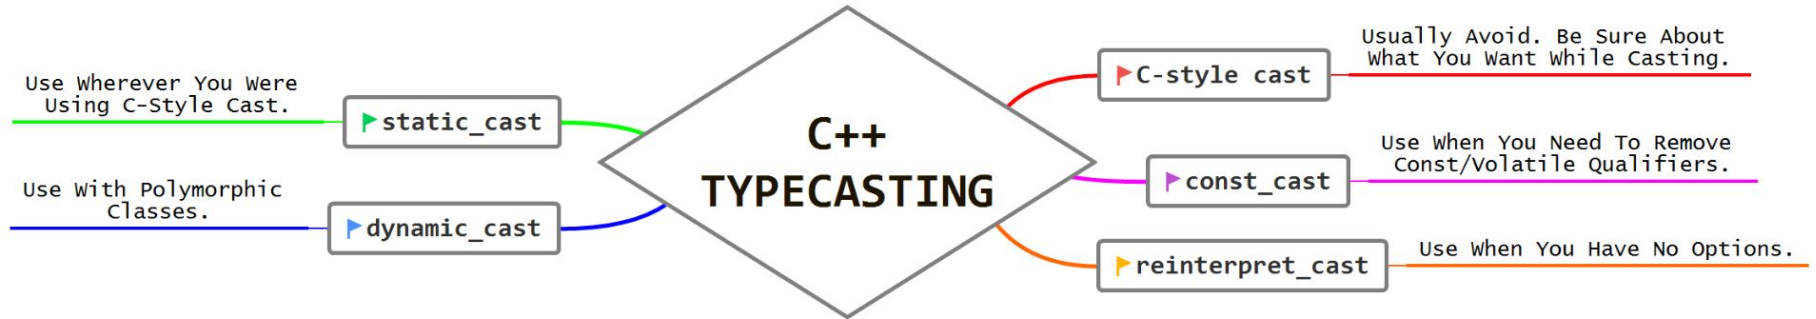 C++
TYPECASTING
Use Wherever You Were
Using C-Style Cast.
static_cast
Use With Polymorphic
Classes.
dynamic_cast
C-style cast
Usually Avoid. Be Sure About
What You Want While Casting.
const_cast
Use When You Need To Remove
Const/Volatile Qualifiers.
reinterpret_cast
Use When You Have No Options.